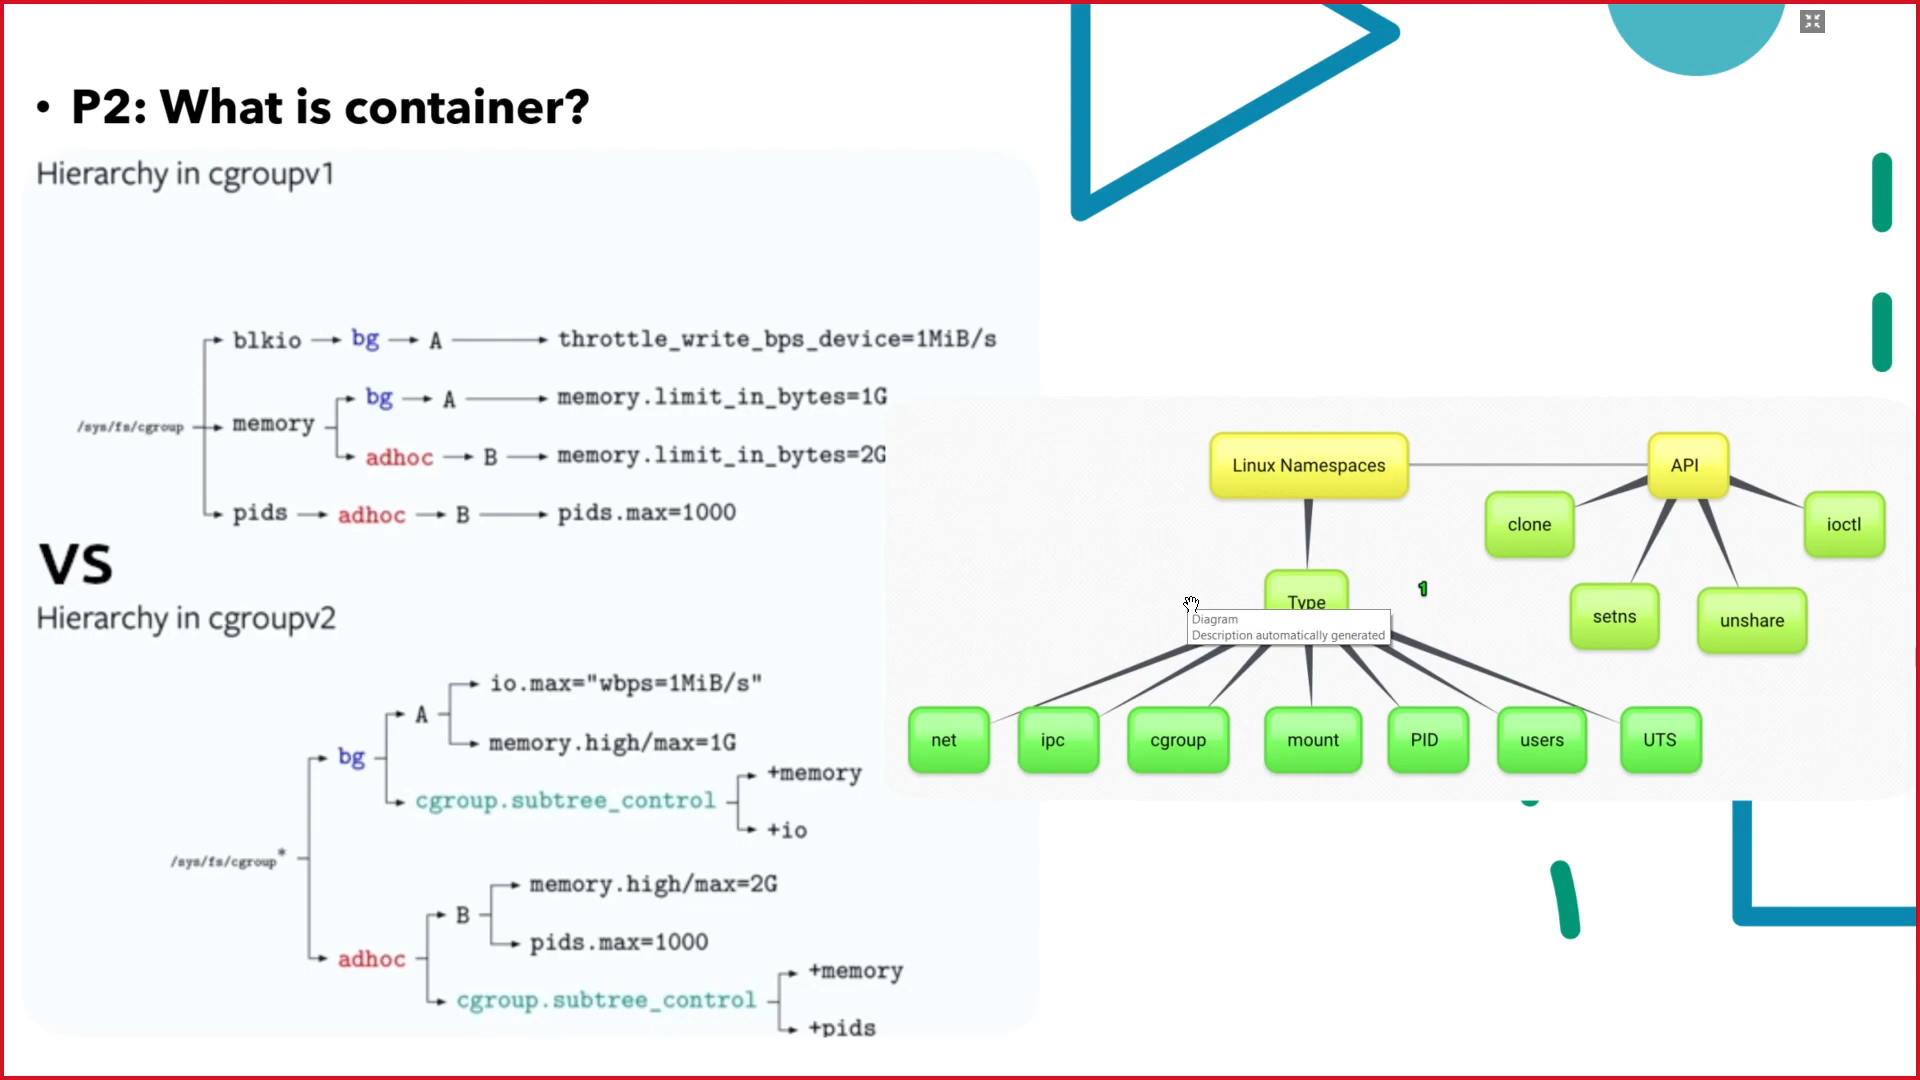 • P2: What is container?
Hierarchy in cgroupv1
blkio bg A throttle_write_bps_device=1MiB/s
bg A memory.limit_in_bytes=1G
/sys/fs/cgroup memory
adhoc B memory.limit_in_bytes=2G
pids adhoc B pids.max=1000
VS
Hierarchy in cgroupv2
io.max="wbps=1MiB/s"
A
memory.high/max=1G
bg
+memory
cgroup.subtree_control
+io
/sys/fs/cgroup*
memory.high/max=2G
B
pids.max=1000
adhoc
+memory
cgroup.subtree_control
+pids
Linux Namespaces
API
clone
ioctl
setns
unshare
Type
1
Diagram
Description automatically generated
net ipc cgroup mount PID users UTS